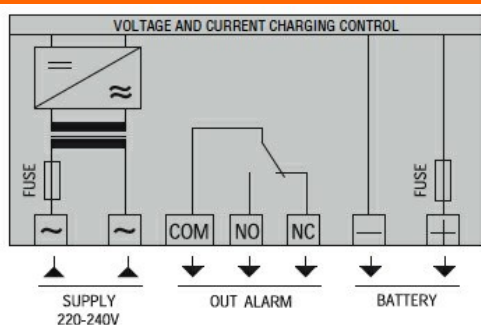 VOLTAGE AND CURRENT CHARGING CONTROL
FUSE
FUSE
~ ~ COM NO NC — +
SUPPLY
220-240V
OUT ALARM
BATTERY